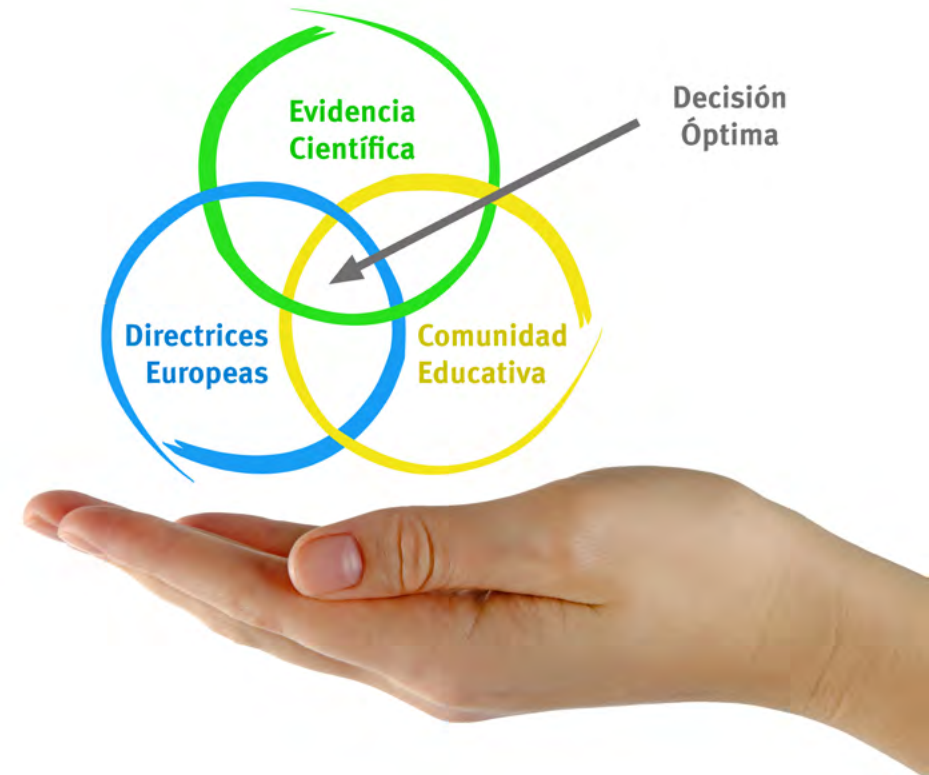 Evidencia
Científica
Decisión
Óptima
Directrices
Europeas
Comunidad
Educativa